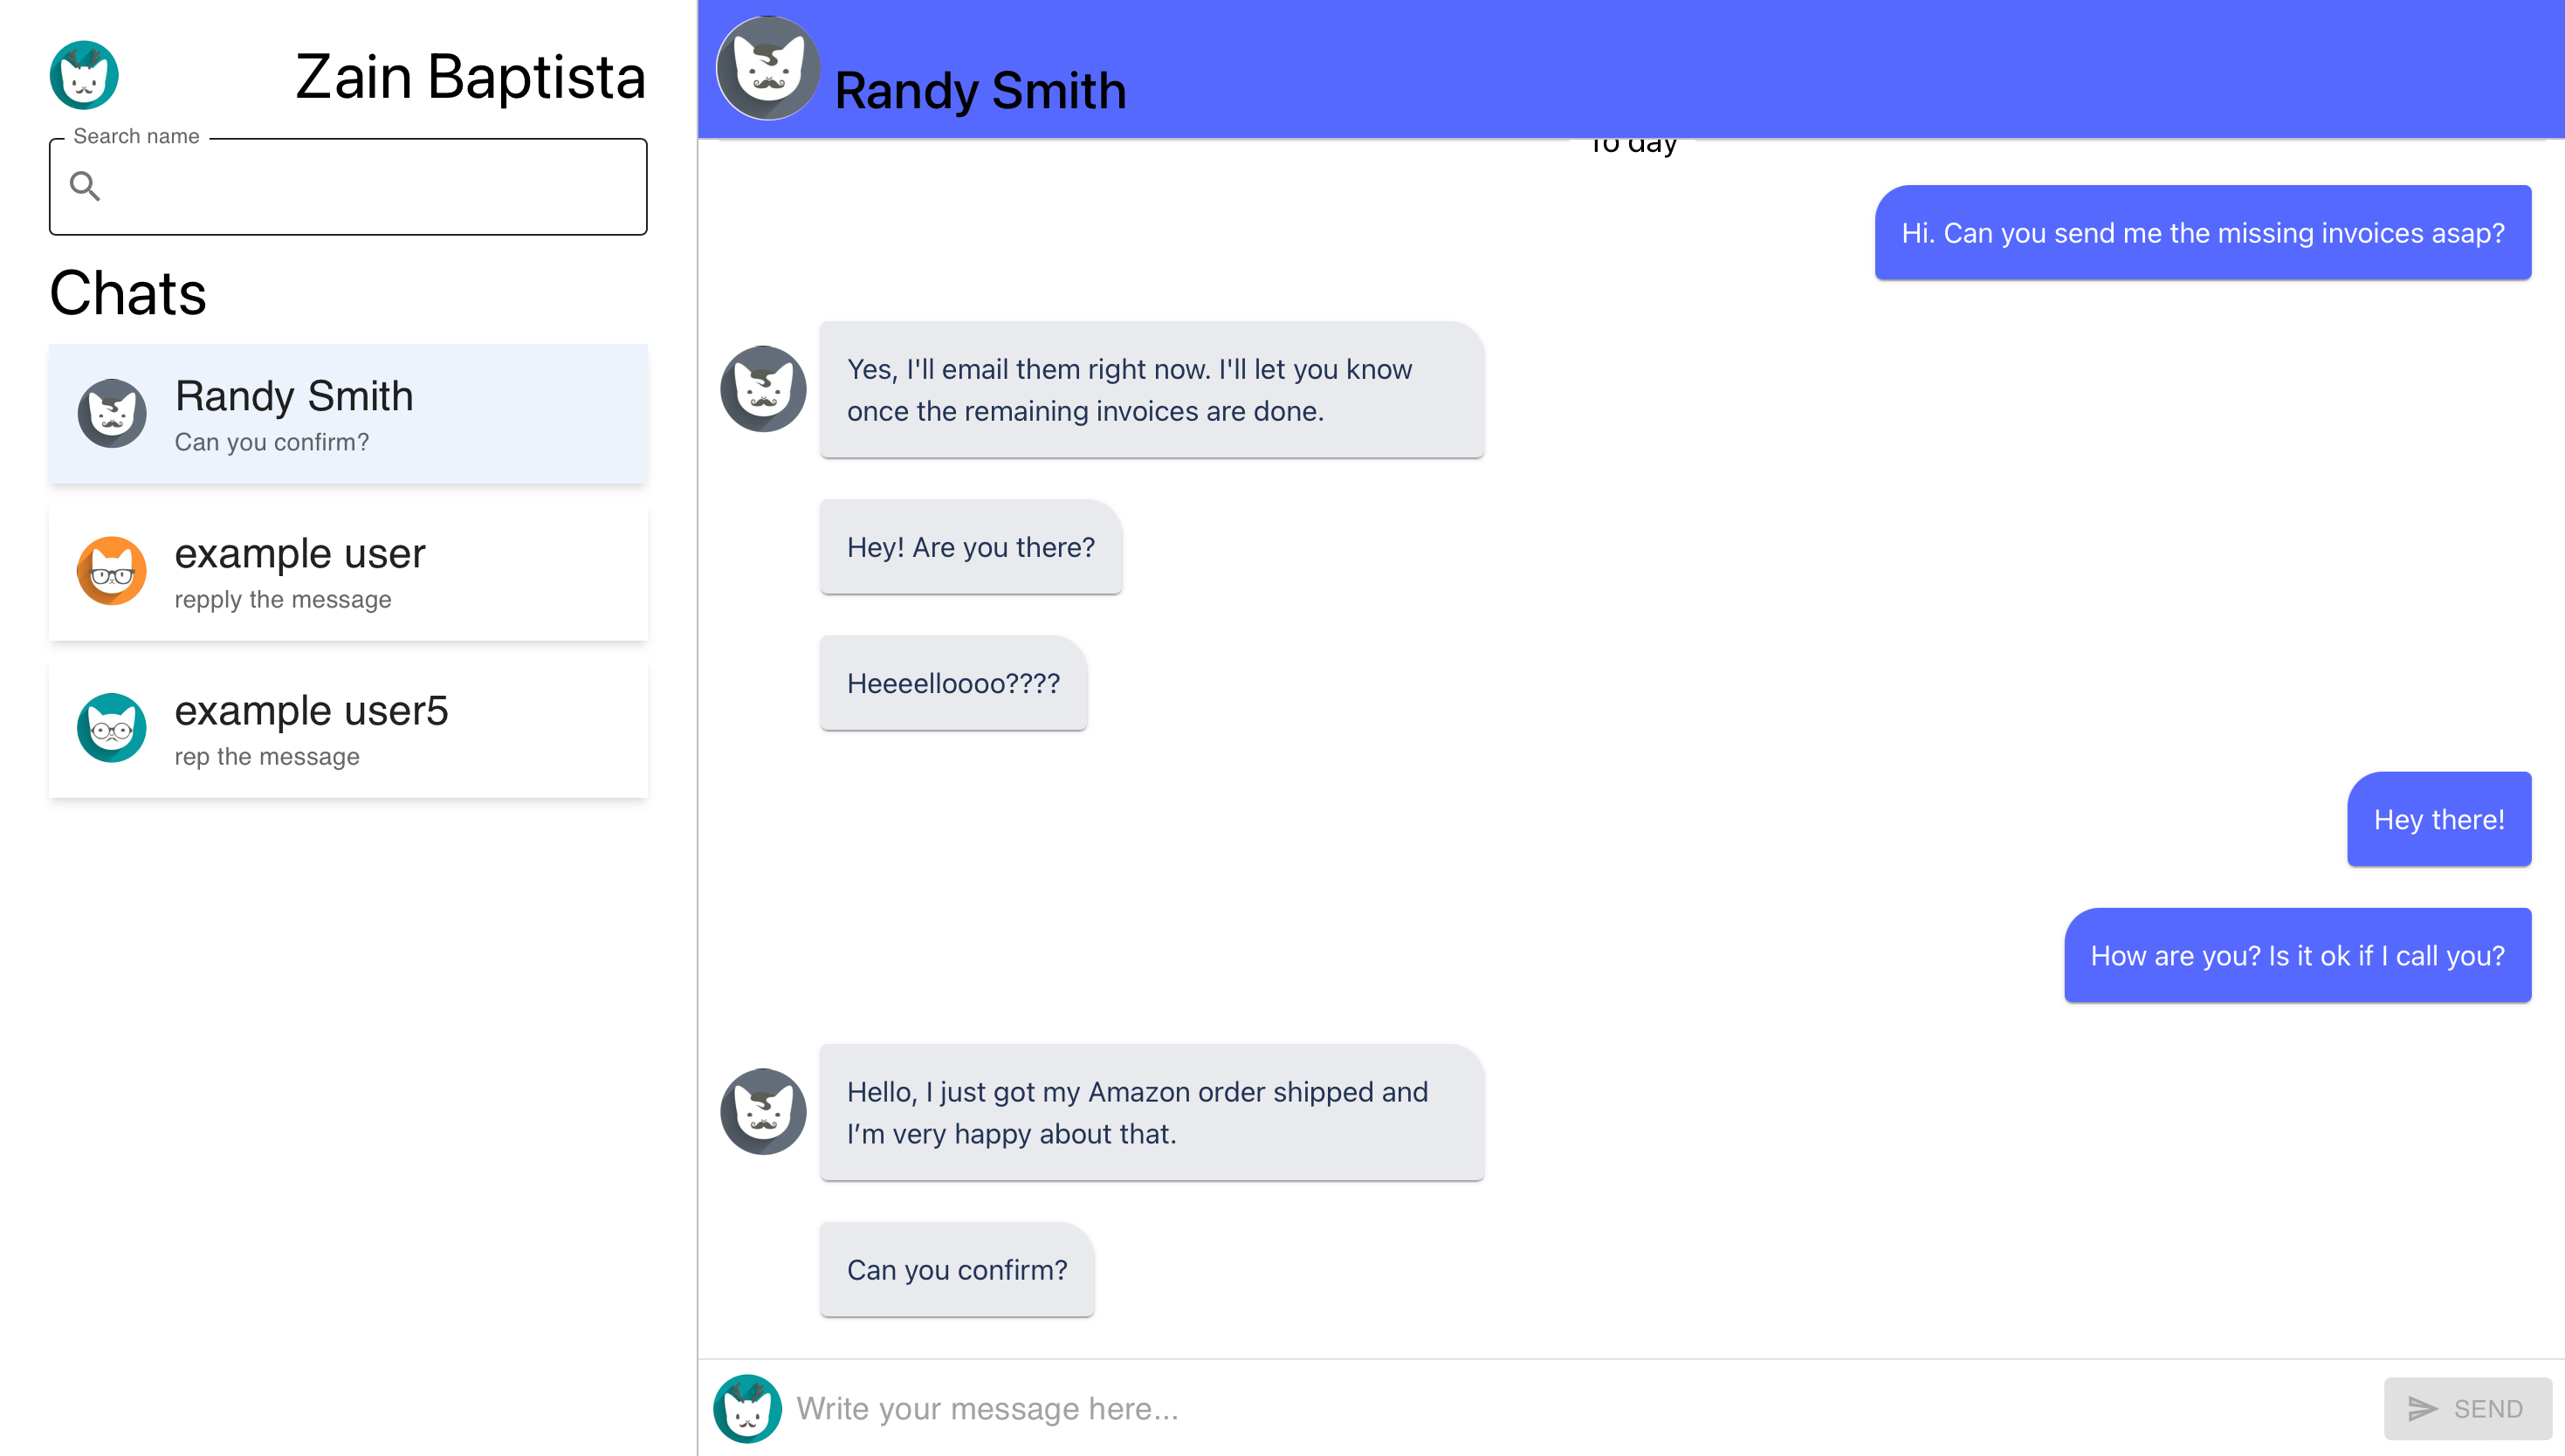 Zain Baptista
Search name
Chats
Randy Smith
Can you confirm?
example user
repply the message
example user5
rep the message
Randy Smith
To day
Hi. Can you send me the missing invoices asap?
Yes, I'll email them right now. I'll let you know
once the remaining invoices are done.
Hey! Are you there?
Heeeelloooo????
Hey there!
How are you? Is it ok if I call you?
Hello, I just got my Amazon order shipped and
I’m very happy about that.
Can you confirm?
Write your message here...
SEND